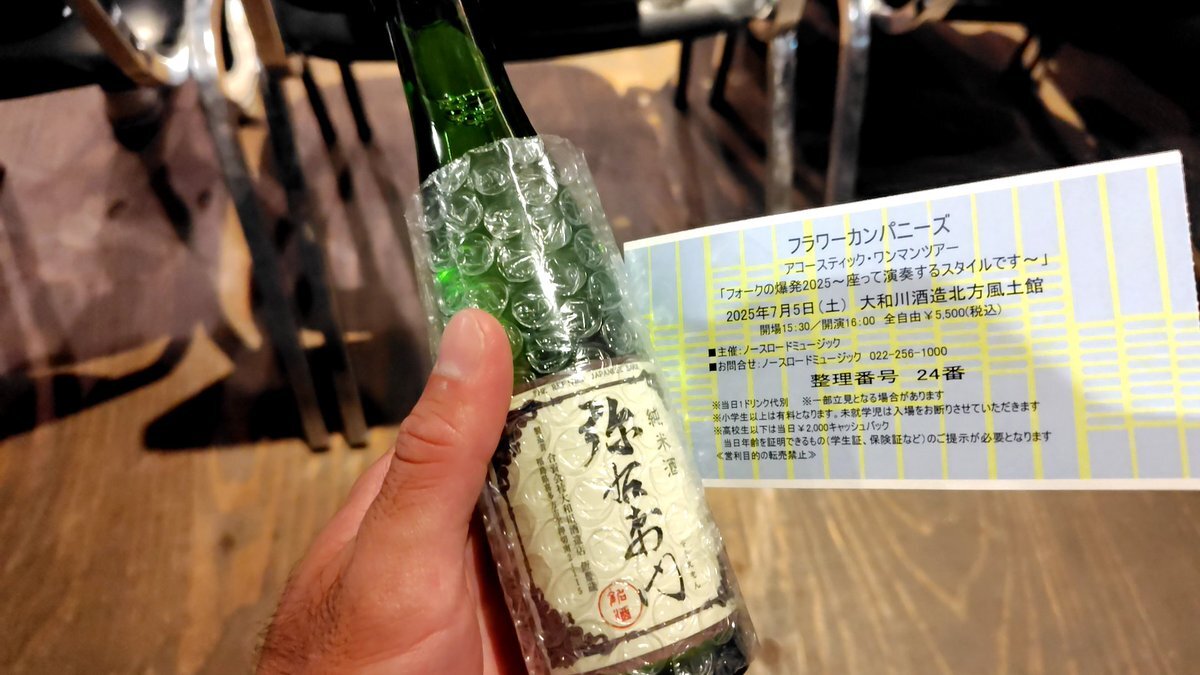 純米酒
弥右衛門
銘酒
フラワーカンパニーズ
アコースティック・ワンマンツアー
「フォークの爆発2025～座って演奏するスタイルです～」
2025年7月5日(土) 大和川酒造北方風土館
開場15:30/開演16:00 全自由￥5,500(税込)
■主催：ノースロードミュージック
■お問合せ：ノースロードミュージック 022-256-1000
整理番号 24番
※当日1ドリンク代別 ※一部立見となる場合があります
※小学生以上は有料となります。未就学児は入場をお断りさせていただきます
※高校生以下は当日￥2,000キャッシュバック
当日年齢を証明できるもの(学生証、保険証など)のご提示が必要となります
≪営利目的の転売禁止≫